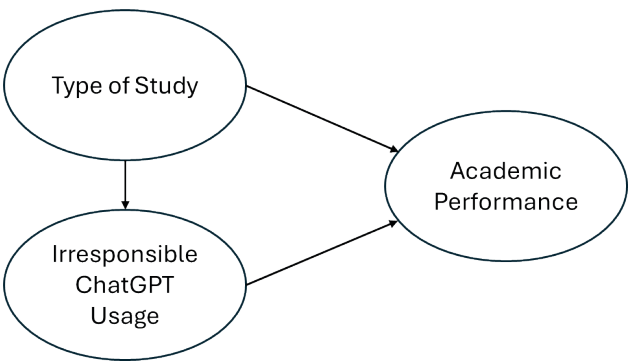 Type of Study
Academic
Performance
Irresponsible
ChatGPT
Usage